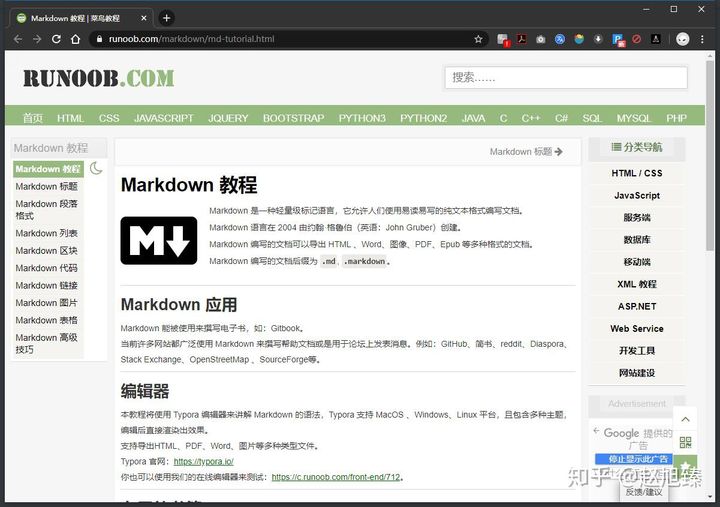 Markdown 教程 | 菜鸟教程
runoob.com/markdown/md-tutorial.html
RUNOOB.COM
搜索……
首页 HTML CSS JAVASCRIPT JQUERY BOOTSTRAP PYTHON3 PYTHON2 JAVA C C++ C# SQL MYSQL PHP
Markdown 教程
Markdown 教程
Markdown 标题
Markdown 段落
格式
Markdown 列表
Markdown 区块
Markdown 代码
Markdown 链接
Markdown 图片
Markdown 表格
Markdown 高级
技巧
Markdown 标题
Markdown 教程
M
Markdown 是一种轻量级标记语言，它允许人们使用易读易写的纯文本格式编写文档。
Markdown 语言在 2004 由约翰·格鲁伯（英语：John Gruber）创建。
Markdown 编写的文档可以导出 HTML 、Word、图像、PDF、Epub 等多种格式的文档。
Markdown 编写的文档后缀为 .md, .markdown。
Markdown 应用
Markdown 能被使用来撰写电子书，如：Gitbook。
当前许多网站都广泛使用 Markdown 来撰写帮助文档或是用于论坛上发表消息。例如：GitHub、简书、reddit、Diaspora、
Stack Exchange、OpenStreetMap 、SourceForge等。
编辑器
本教程将使用 Typora 编辑器来讲解 Markdown 的语法，Typora 支持 MacOS 、Windows、Linux 平台，且包含多种主题，
编辑后直接渲染出效果。
支持导出HTML、PDF、Word、图片等多种类型文件。
Typora 官网：https://typora.io/
你也可以使用我们的在线编辑器来测试：https://c.runoob.com/front-end/712。
分类导航
HTML / CSS
JavaScript
服务端
数据库
移动端
XML 教程
ASP.NET
Web Service
开发工具
网站建设
Advertisement
Google 提供的
广告
停止显示此广告
反馈/建议
知乎 @赵旭臻